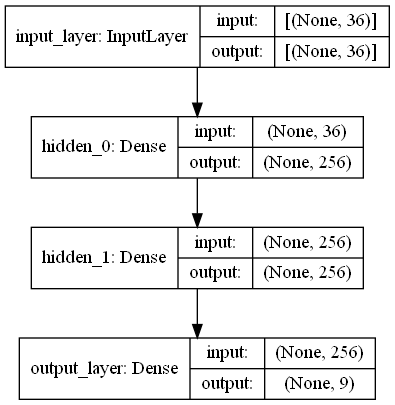 input_layer: InputLayer
input: [(None, 36)]
output: [(None, 36)]
hidden_0: Dense
input: (None, 36)
output: (None, 256)
hidden_1: Dense
input: (None, 256)
output: (None, 256)
output_layer: Dense
input: (None, 256)
output: (None, 9)